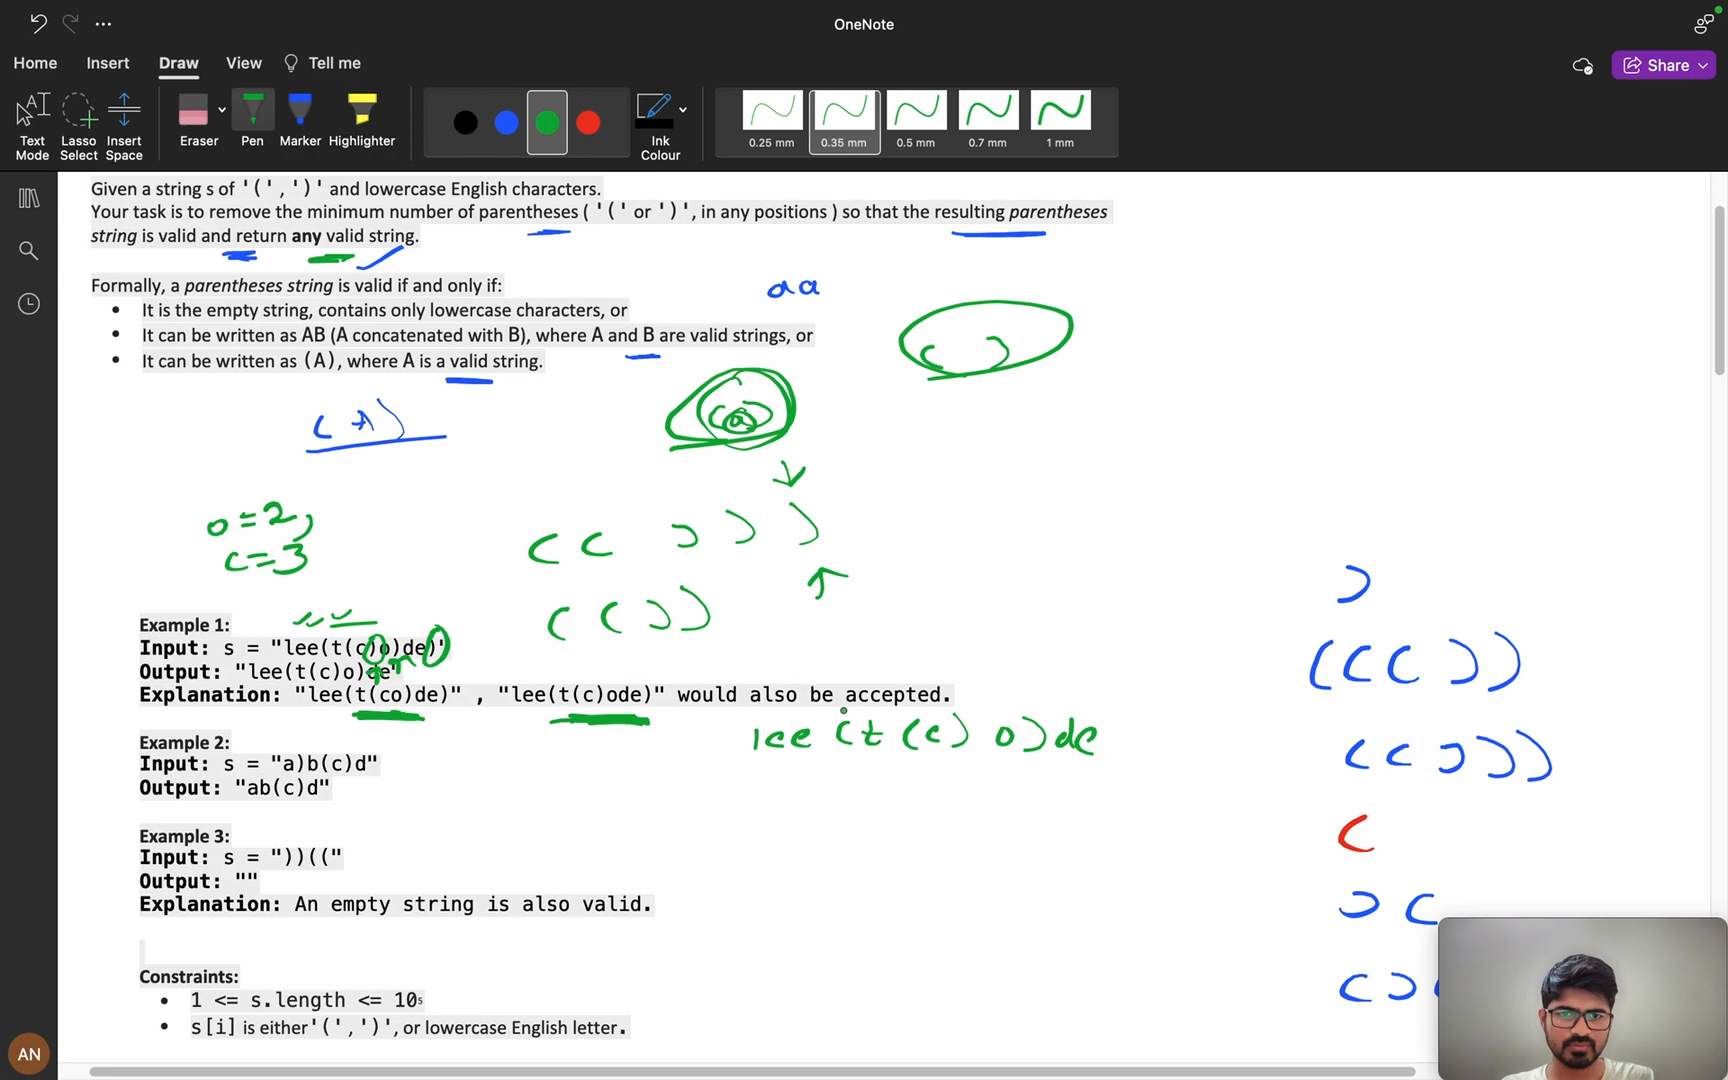 OneNote
Home Insert Draw View Tell me
Share
Text Mode
Lasso Select
Insert Space
Eraser
Pen
Marker
Highlighter
Ink Colour
0.25 mm
0.35 mm
0.5 mm
0.7 mm
1 mm
Given a string s of '(', ')' and lowercase English characters.
Your task is to remove the minimum number of parentheses ( '(' or ')', in any positions ) so that the resulting parentheses
string is valid and return any valid string.
Formally, a parentheses string is valid if and only if:
• It is the empty string, contains only lowercase characters, or
• It can be written as AB (A concatenated with B), where A and B are valid strings, or
• It can be written as (A), where A is a valid string.
aa
( )
(A)
(a)
o=2,
c=3
( ( ) ) )
( ( ) )
Example 1:
Input: s = "lee(t(c)o)de)"
Output: "lee(t(c)o)de"
Explanation: "lee(t(co)de)" , "lee(t(c)ode)" would also be accepted.
lee (t (c) o) de
Example 2:
Input: s = "a)b(c)d"
Output: "ab(c)d"
Example 3:
Input: s = "))(("
Output: ""
Explanation: An empty string is also valid.
Constraints:
• 1 <= s.length <= 105
• s[i] is either'(',')', or lowercase English letter.
)
( ( ( ) )
( ( ) ) )
(
) (
( )
AN